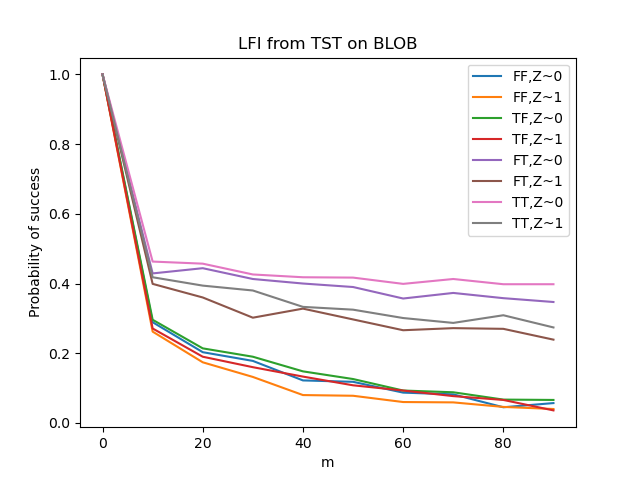 LFI from TST on BLOB
1.0
0.8
0.6
0.4
0.2
0.0
Probability of success
0
20
40
60
80
m
FF,Z~0
FF,Z~1
TF,Z~0
TF,Z~1
FT,Z~0
FT,Z~1
TT,Z~0
TT,Z~1